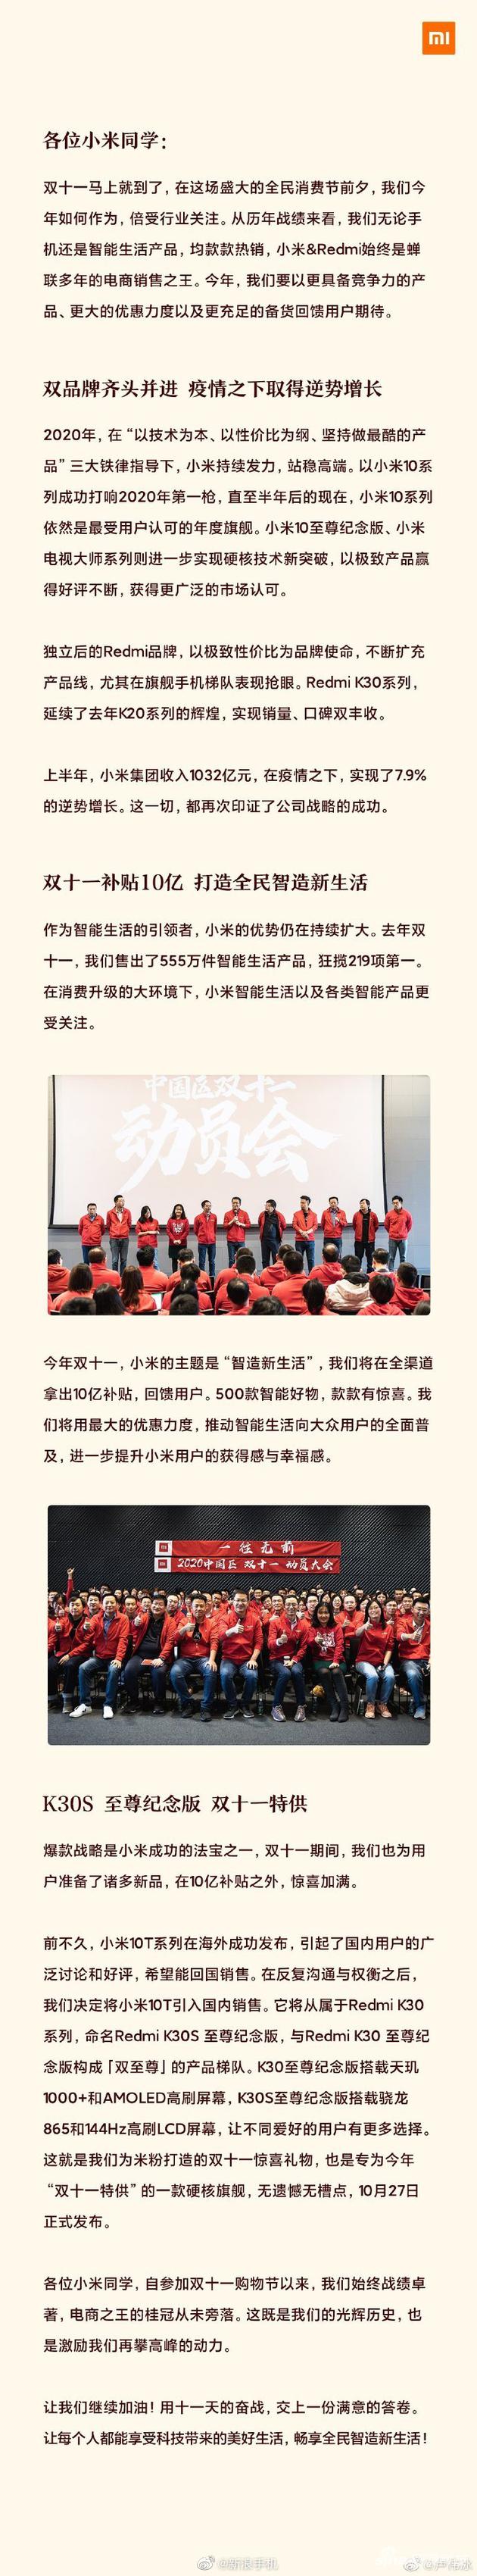 mi
各位小米同学：
双十一马上就到了，在这场盛大的全民消费节前夕，我们今
年如何作为，倍受行业关注。从历年战绩来看，我们无论手
机还是智能生活产品，均款款热销，小米&Redmi始终是蝉
联多年的电商销售之王。今年，我们要以更具备竞争力的产
品、更大的优惠力度以及更充足的备货回馈用户期待。
双品牌齐头并进 疫情之下取得逆势增长
2020年，在“以技术为本、以性价比为纲、坚持做最酷的产
品”三大铁律指导下，小米持续发力，站稳高端。以小米10系
列成功打响2020年第一枪，直至半年后的现在，小米10系列
依然是最受用户认可的年度旗舰。小米10至尊纪念版、小米
电视大师系列则进一步实现硬核技术新突破，以极致产品赢
得好评不断，获得更广泛的市场认可。
独立后的Redmi品牌，以极致性价比为品牌使命，不断扩充
产品线，尤其在旗舰手机梯队表现抢眼。Redmi K30系列，
延续了去年K20系列的辉煌，实现销量、口碑双丰收。
上半年，小米集团收入1032亿元，在疫情之下，实现了7.9%
的逆势增长。这一切，都再次印证了公司战略的成功。
双十一补贴10亿 打造全民智造新生活
作为智能生活的引领者，小米的优势仍在持续扩大。去年双
十一，我们售出了555万件智能生活产品，狂揽219项第一。
在消费升级的大环境下，小米智能生活以及各类智能产品更
受关注。
中国区双十一
动员会
今年双十一，小米的主题是“智造新生活”，我们将在全渠道
拿出10亿补贴，回馈用户。500款智能好物，款款有惊喜。我
们将用最大的优惠力度，推动智能生活向大众用户的全面普
及，进一步提升小米用户的获得感与幸福感。
一往无前
2020中国区 双十一 动员大会
K30S 至尊纪念版 双十一特供
爆款战略是小米成功的法宝之一，双十一期间，我们也为用
户准备了诸多新品，在10亿补贴之外，惊喜加满。
前不久，小米10T系列在海外成功发布，引起了国内用户的广
泛讨论和好评，希望能回国销售。在反复沟通与权衡之后，
我们决定将小米10T引入国内销售。它将从属于Redmi K30
系列，命名Redmi K30S 至尊纪念版，与Redmi K30 至尊纪
念版构成「双至尊」的产品梯队。K30至尊纪念版搭载天玑
1000+和AMOLED高刷屏幕，K30S至尊纪念版搭载骁龙
865和144Hz高刷LCD屏幕，让不同爱好的用户有更多选择。
这就是我们为米粉打造的双十一惊喜礼物，也是专为今年
“双十一特供”的一款硬核旗舰，无遗憾无槽点，10月27日
正式发布。
各位小米同学，自参加双十一购物节以来，我们始终战绩卓
著，电商之王的桂冠从未旁落。这既是我们的光辉历史，也
是激励我们再攀高峰的动力。
让我们继续加油！用十一天的奋战，交上一份满意的答卷。
让每个人都能享受科技带来的美好生活，畅享全民智造新生活！
@新浪手机